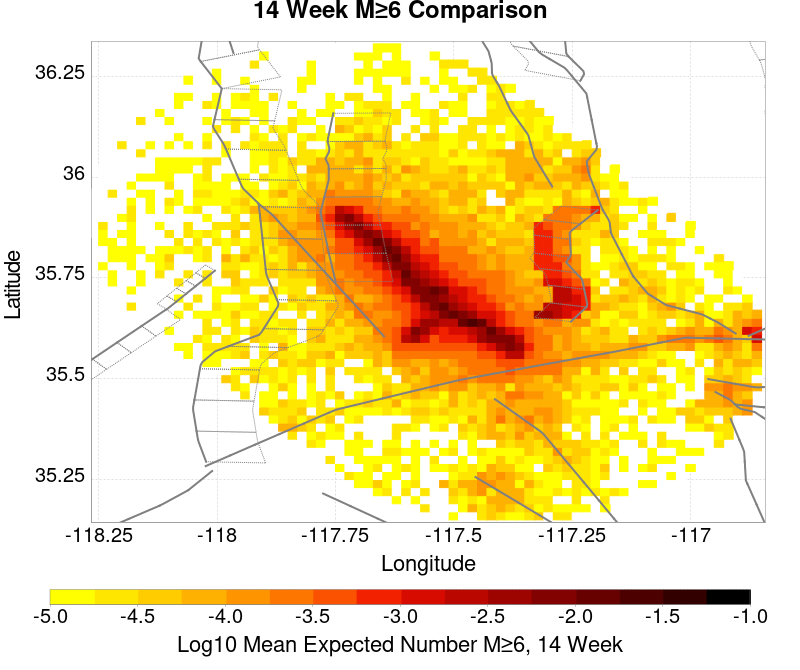 14 Week M≥6 Comparison
36.25
36
35.75
35.5
35.25
Latitude
-118.25 -118 -117.75 -117.5 -117.25 -117
Longitude
-5.0 -4.5 -4.0 -3.5 -3.0 -2.5 -2.0 -1.5 -1.0
Log10 Mean Expected Number M≥6, 14 Week